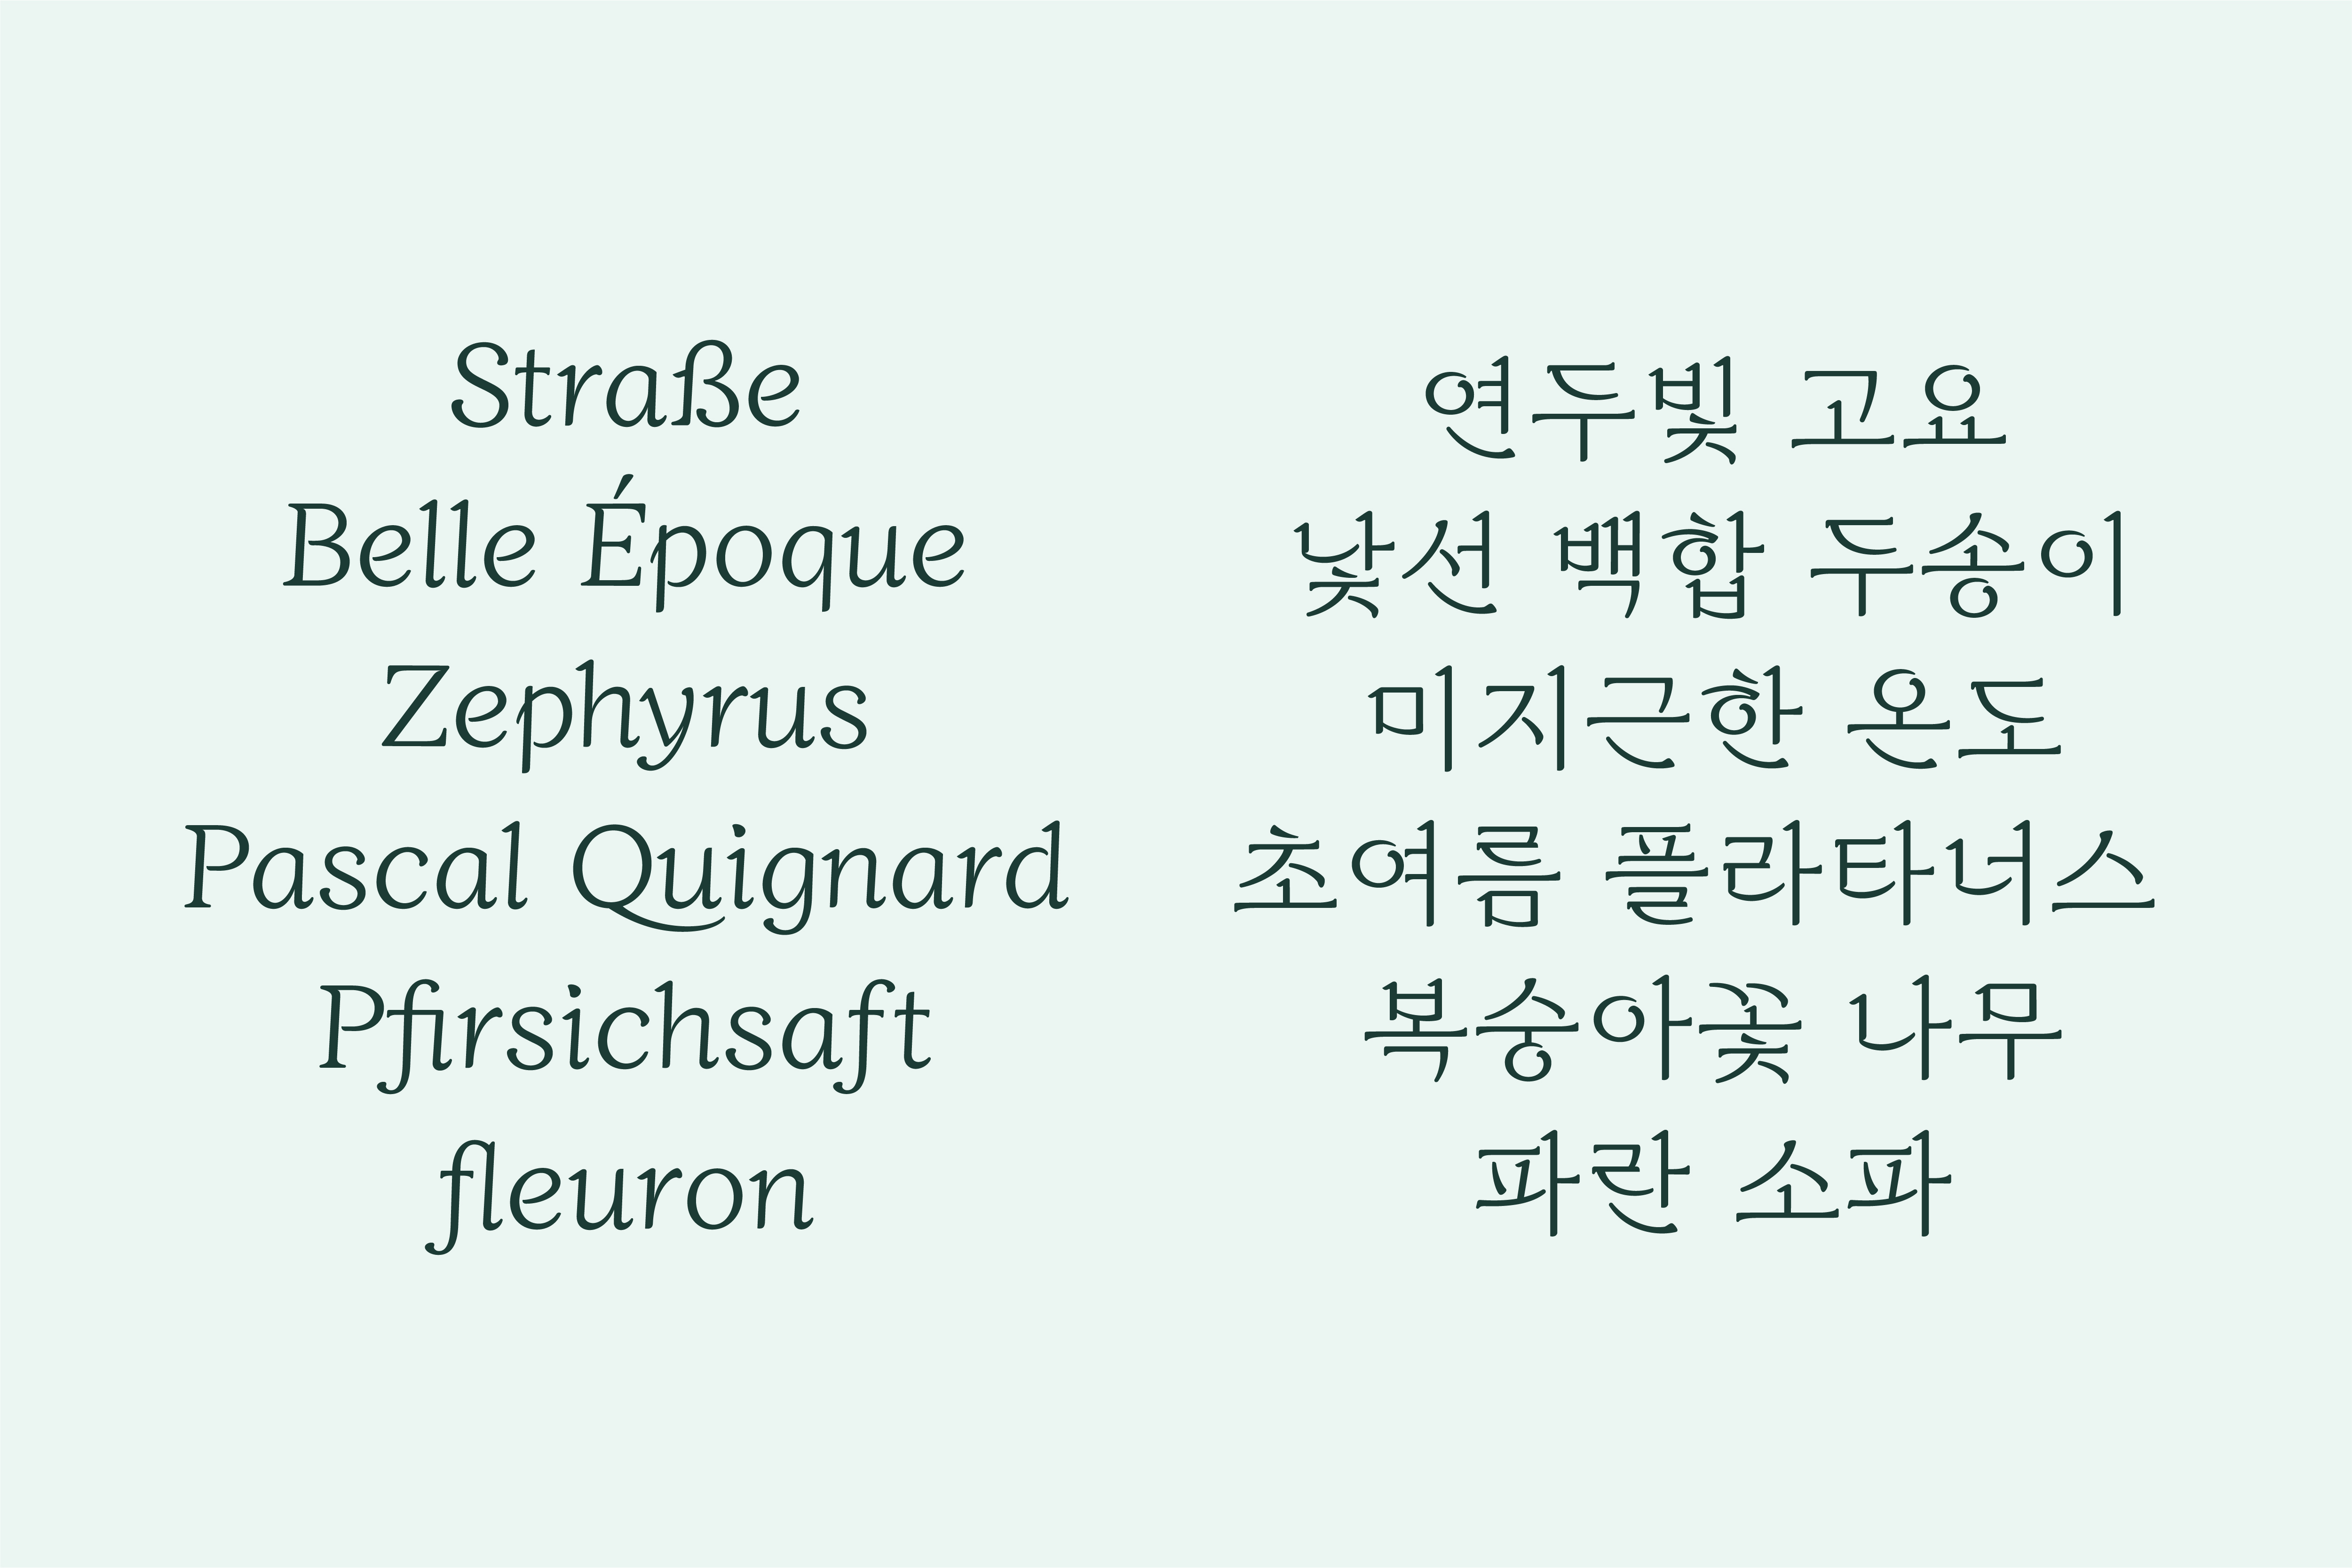 Straße
Belle Époque
Zephyrus
Pascal Quignard
Pfirsichsaft
fleuron
연두빛 고요
낯선 백합 두송이
미지근한 온도
초여름 플라타너스
복숭아꽃 나무
파란 소파